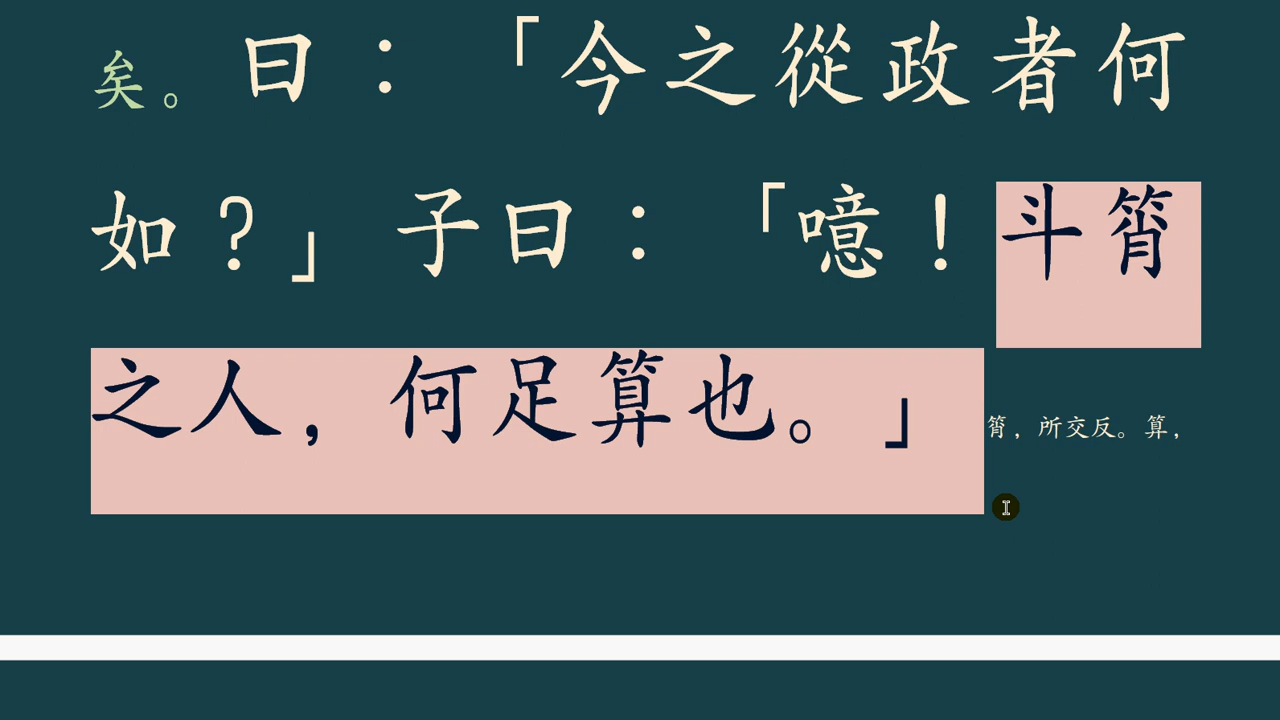 矣。曰：「今之從政者何
如？」子曰：「噫！斗筲
之人，何足算也。」筲，所交反。算，